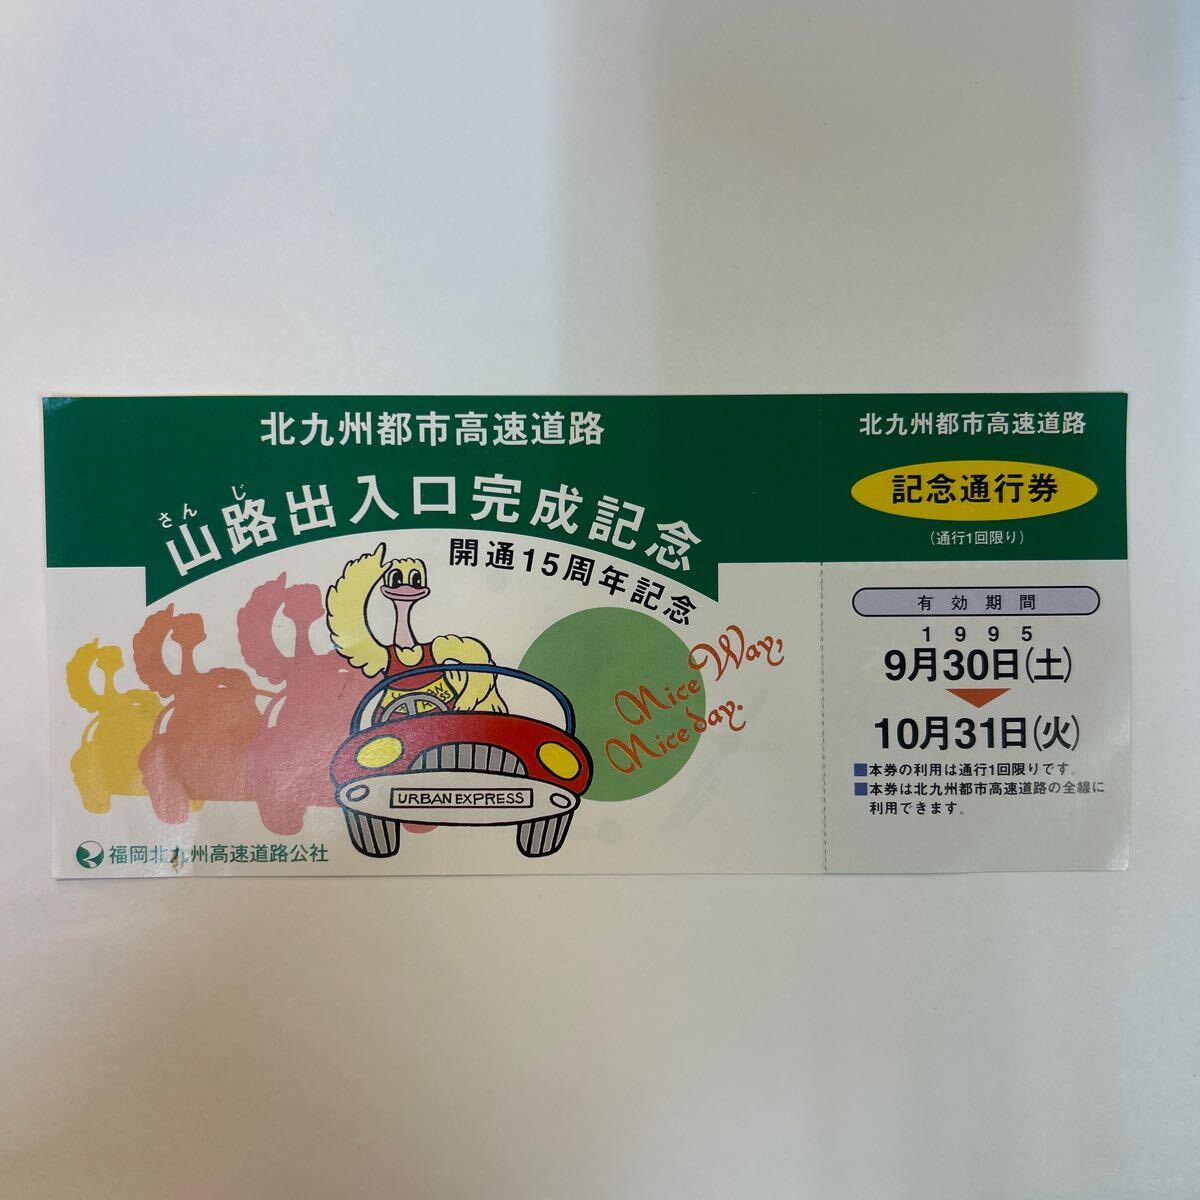 北九州都市高速道路
さんじ
山路出入口完成記念
開通15周年記念
Nice Way,
Nice day.
URBAN EXPRESS
福岡北九州高速道路公社
北九州都市高速道路
記念通行券
(通行1回限り)
有効期間
1995
9月30日(土)
10月31日(火)
■本券の利用は通行1回限りです。
■本券は北九州都市高速道路の全線に
利用できます。